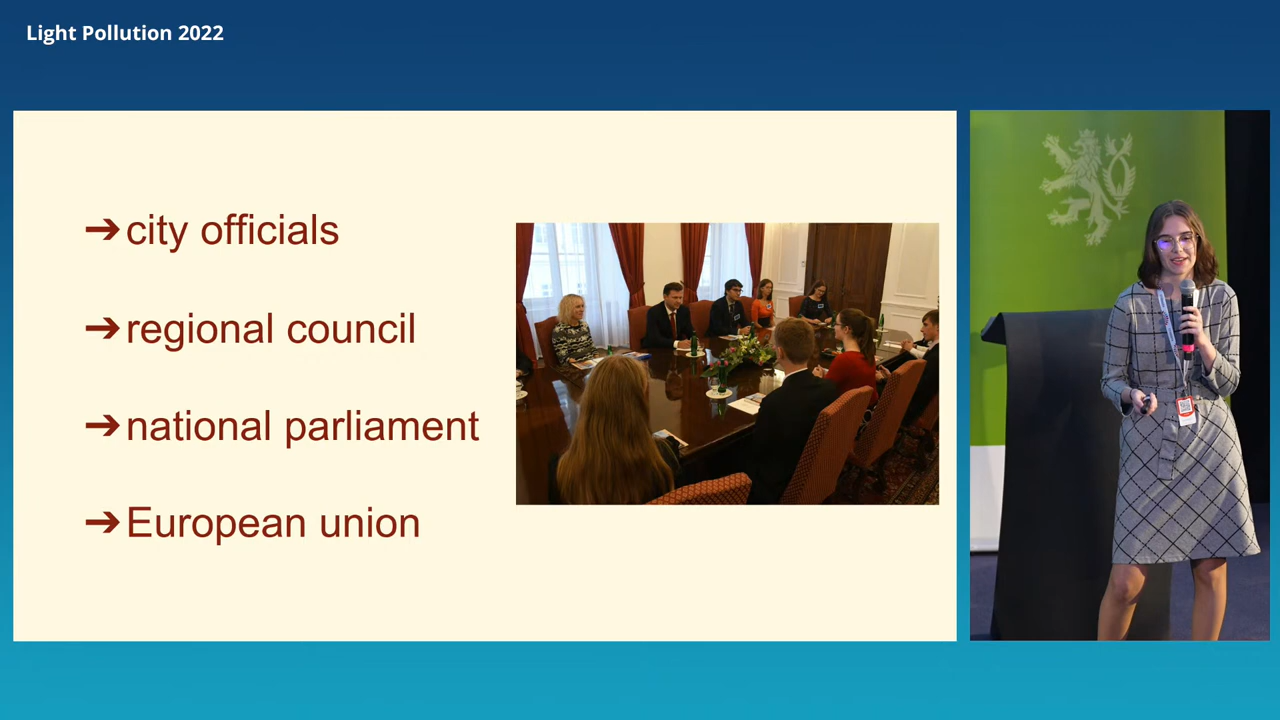 Light Pollution 2022
➔ city officials
➔ regional council
➔ national parliament
➔ European union